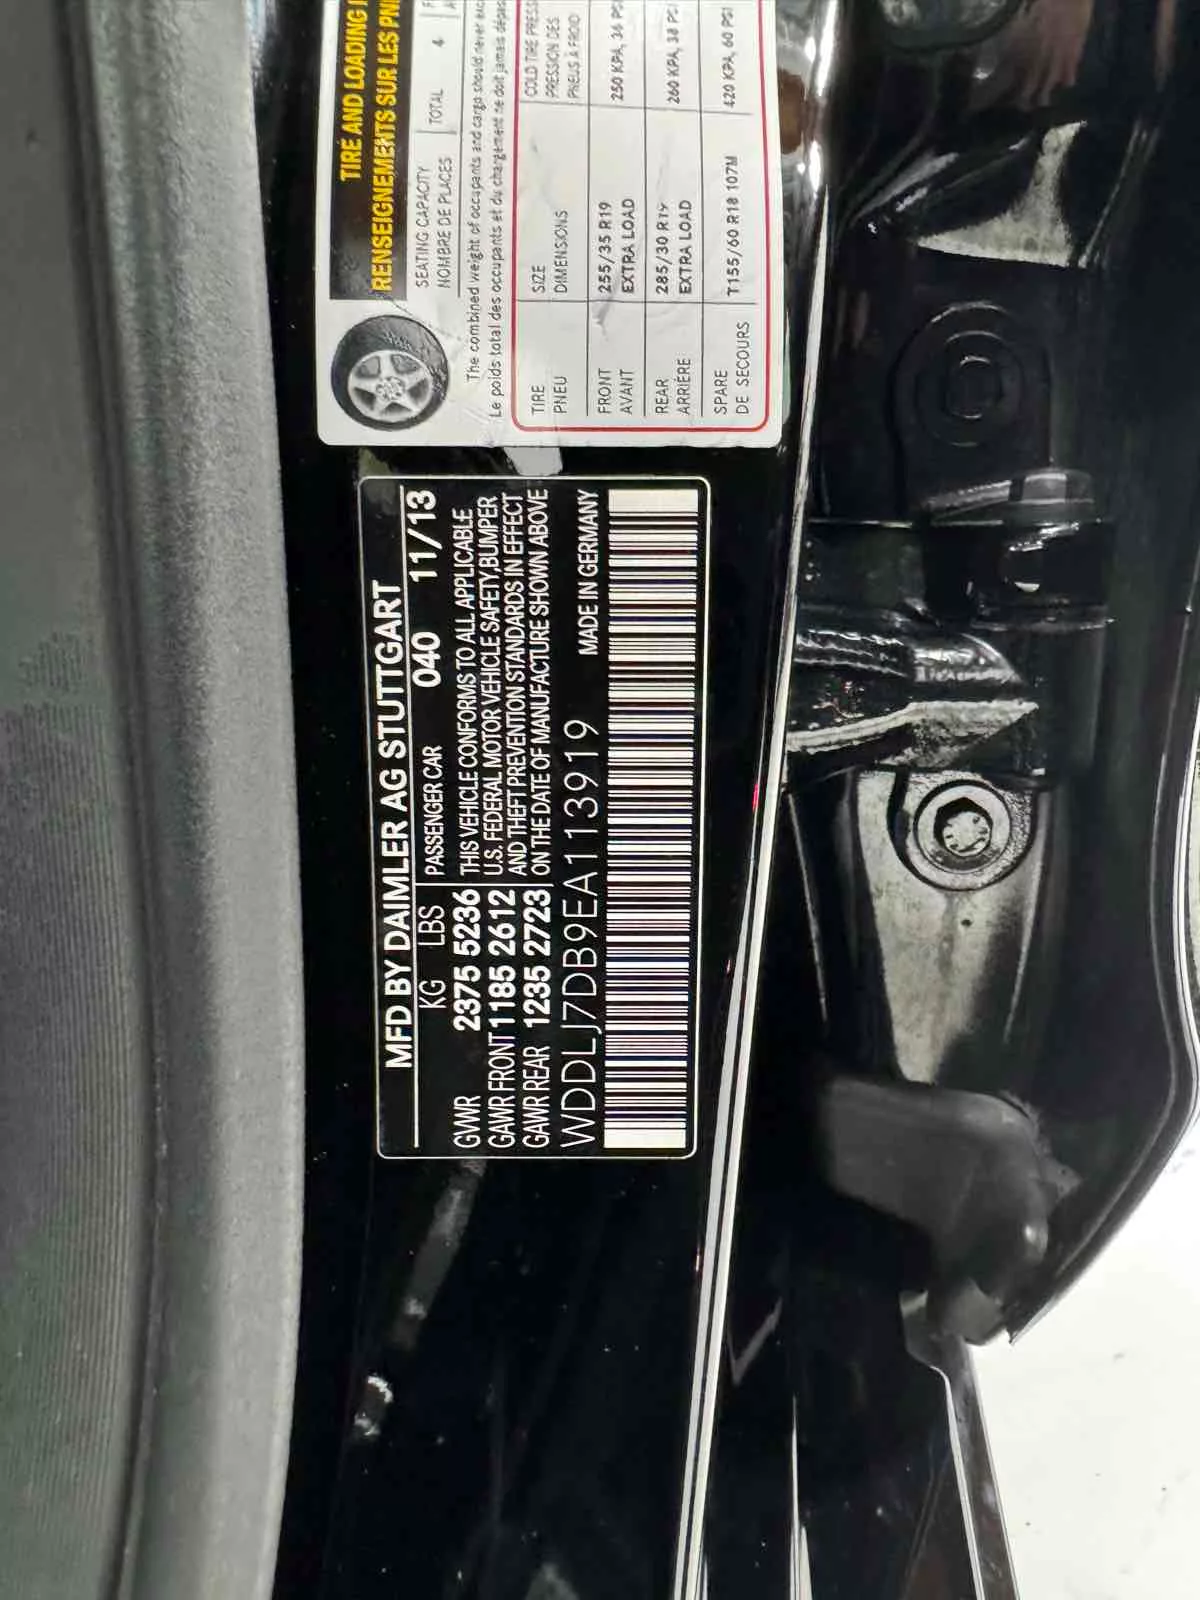 TIRE AND LOADING
RENSEIGNEMENTS SUR LES
SEATING CAPACITY
NOMBRE DE PLACES
TOTAL 4
The combined weight of occupants and cargo should never
Le poids total des occupants et du chargement ne doit jamais
TIRE SIZE COLD TIRE
PNEU DIMENSIONS PRESSION DES
PNEUS À FROID
FRONT 255/35 R19 250 KPA, 36 PSI
AVANT EXTRA LOAD
REAR 285/30 R19 260 KPA, 38 PSI
ARRIÈRE EXTRA LOAD
SPARE T155/60 R18 107M 420 KPA, 60 PSI
DE SECOURS
MFD BY DAIMLER AG STUTTGART
KG LBS PASSENGER CAR 040 11/13
GVWR 2375 5236 THIS VEHICLE CONFORMS TO ALL APPLICABLE
GAWR FRONT 1185 2612 U.S. FEDERAL MOTOR VEHICLE SAFETY,BUMPER
GAWR REAR 1235 2723 AND THEFT PREVENTION STANDARDS IN EFFECT
ON THE DATE OF MANUFACTURE SHOWN ABOVE
WDDLJ7DB9EA113919 MADE IN GERMANY